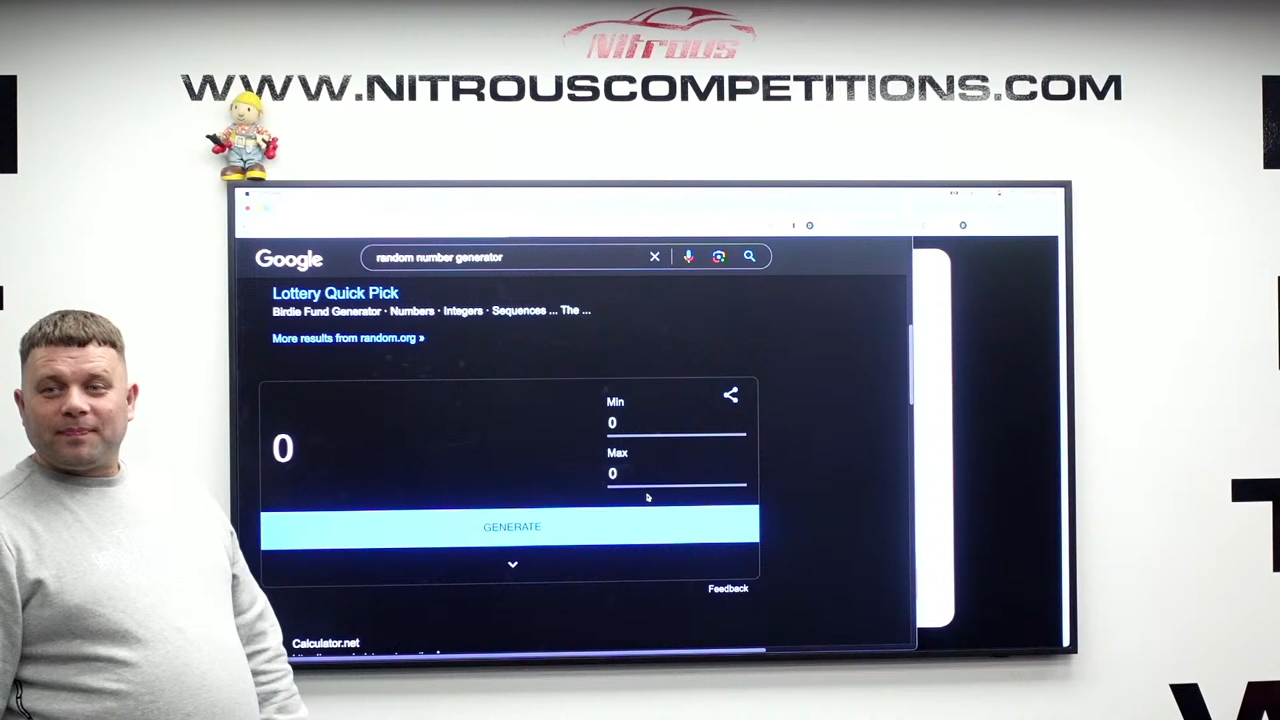 Nitrous
WWW.NITROUSCOMPETITIONS.COM
Google
random number generator
Lottery Quick Pick
Birdie Fund Generator · Numbers · Integers · Sequences ... The ...
More results from random.org »
Min
0
0
Max
0
GENERATE
Feedback
Calculator.net
T